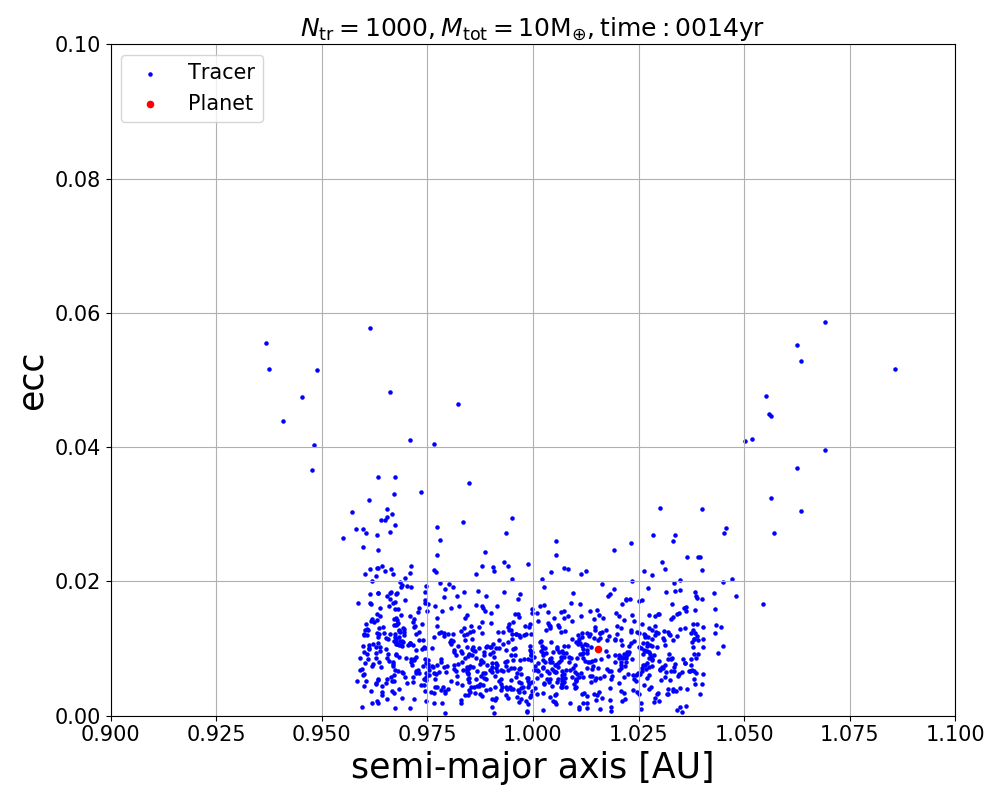 N_tr = 1000, M_tot = 10M_⊕, time : 0014yr
Tracer
Planet
0.10
0.08
0.06
0.04
0.02
0.00
ecc
0.900 0.925 0.950 0.975 1.000 1.025 1.050 1.075 1.100
semi-major axis [AU]